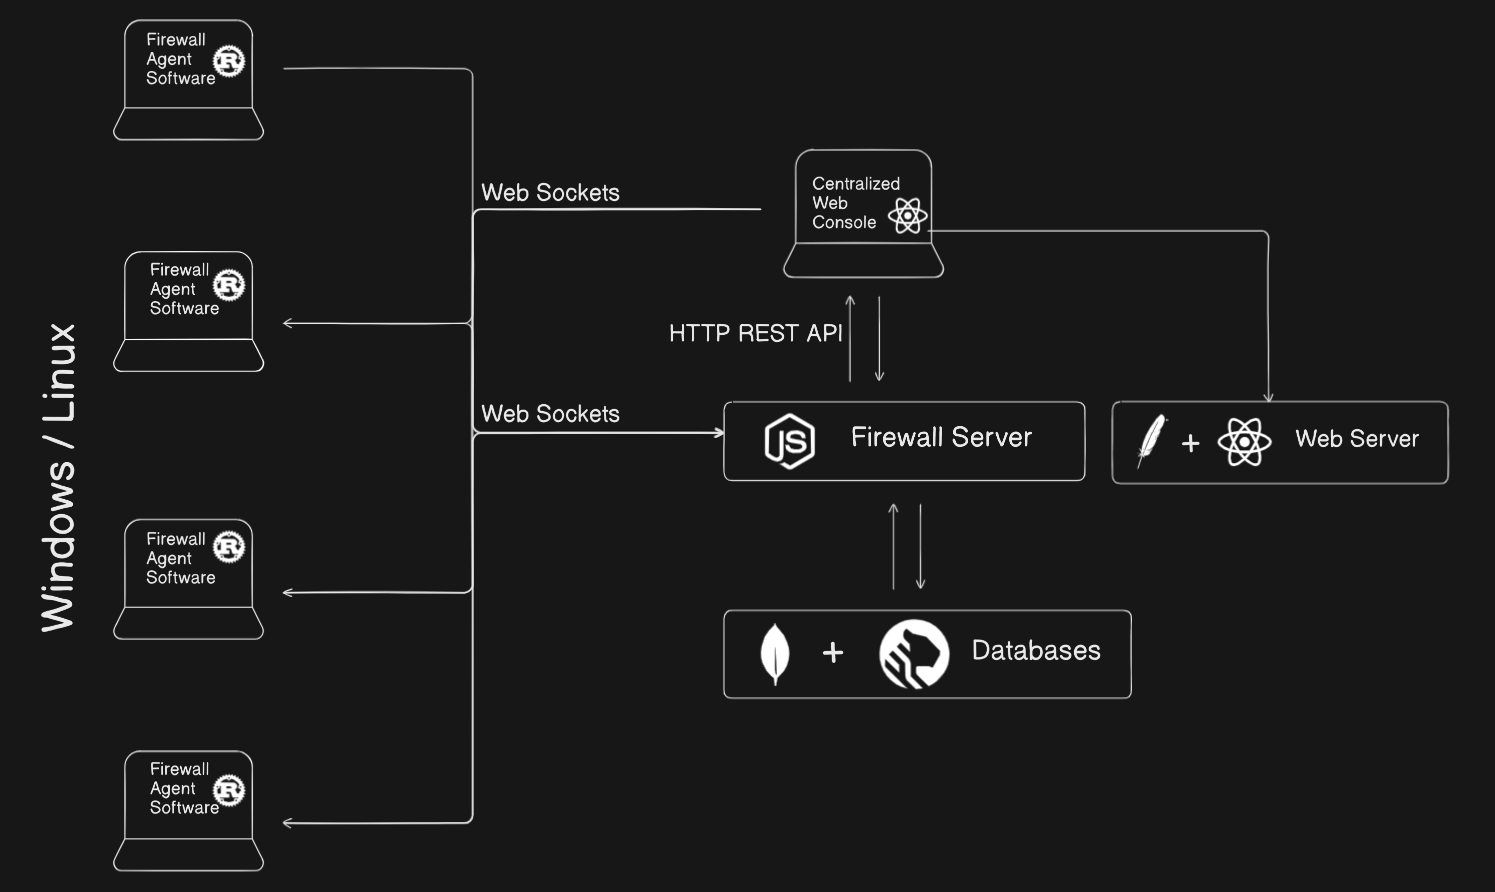 Windows / Linux
Firewall
Agent
Software
Firewall
Agent
Software
Firewall
Agent
Software
Firewall
Agent
Software
Web Sockets
Web Sockets
Centralized
Web
Console
HTTP REST API
JS
Firewall Server
+
Web Server
+
Databases